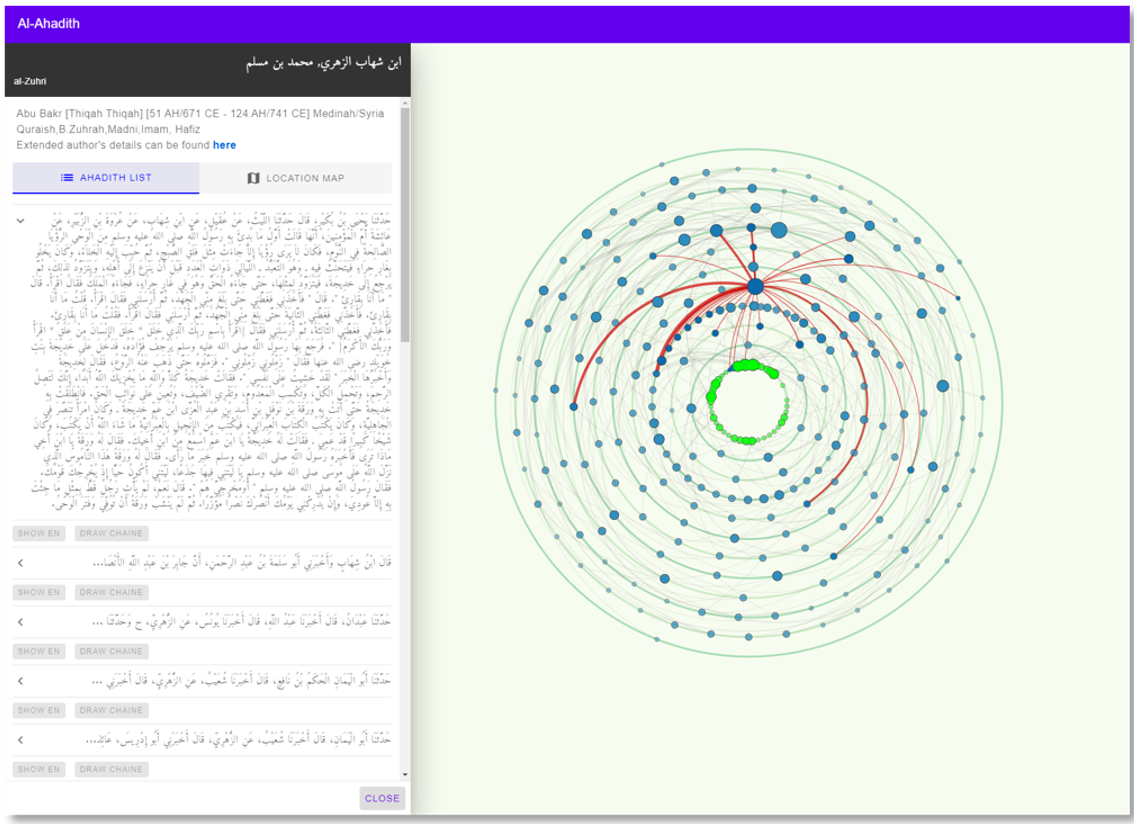 Al-Ahadith
ابن شهاب الزهري, محمد بن مسلم
al-Zuhri
Abu Bakr [Thiqah Thiqah] [51 AH/671 CE - 124 AH/741 CE] Medinah/Syria
Quraish,B.Zuhrah,Madni,Imam, Hafiz
Extended author's details can be found here
AHADITH LIST
LOCATION MAP
حَدَّثَنَا يَحْيَى بْنُ بُكَيْرٍ، قَالَ حَدَّثَنَا اللَّيْثُ، عَنْ عُقَيْلٍ، عَنِ ابْنِ شِهَابٍ، عَنْ عُرْوَةَ بْنِ الزُّبَيْرِ، عَنْ
عَائِشَةَ أُمِّ الْمُؤْمِنِينَ، أَنَّهَا قَالَتْ أَوَّلُ مَا بُدِئَ بِهِ رَسُولُ اللَّهِ صلى الله عليه وسلم مِنَ الْوَحْىِ الرُّؤْيَا
الصَّالِحَةُ فِي النَّوْمِ، فَكَانَ لاَ يَرَى رُؤْيَا إِلاَّ جَاءَتْ مِثْلَ فَلَقِ الصُّبْحِ، ثُمَّ حُبِّبَ إِلَيْهِ الْخَلاَءُ، وَكَانَ يَخْلُو
بِغَارِ حِرَاءٍ فَيَتَحَنَّثُ فِيهِ ـ وَهُوَ التَّعَبُّدُ ـ اللَّيَالِيَ ذَوَاتِ الْعَدَدِ قَبْلَ أَنْ يَنْزِعَ إِلَى أَهْلِهِ، وَيَتَزَوَّدُ لِذَلِكَ، ثُمَّ
يَرْجِعُ إِلَى خَدِيجَةَ، فَيَتَزَوَّدُ لِمِثْلِهَا، حَتَّى جَاءَهُ الْحَقُّ وَهُوَ فِي غَارِ حِرَاءٍ، فَجَاءَهُ الْمَلَكُ فَقَالَ اقْرَأْ. قَالَ
" مَا أَنَا بِقَارِئٍ ". قَالَ " فَأَخَذَنِي فَغَطَّنِي حَتَّى بَلَغَ مِنِّي الْجَهْدَ، ثُمَّ أَرْسَلَنِي فَقَالَ اقْرَأْ. قُلْتُ مَا أَنَا
بِقَارِئٍ. فَأَخَذَنِي فَغَطَّنِي الثَّانِيَةَ حَتَّى بَلَغَ مِنِّي الْجَهْدَ، ثُمَّ أَرْسَلَنِي فَقَالَ اقْرَأْ. فَقُلْتُ مَا أَنَا بِقَارِئٍ.
فَأَخَذَنِي فَغَطَّنِي الثَّالِثَةَ، ثُمَّ أَرْسَلَنِي فَقَالَ {اقْرَأْ بِاسْمِ رَبِّكَ الَّذِي خَلَقَ * خَلَقَ الإِنْسَانَ مِنْ عَلَقٍ * اقْرَأْ
وَرَبُّكَ الأَكْرَمُ} ". فَرَجَعَ بِهَا رَسُولُ اللَّهِ صلى الله عليه وسلم يَرْجُفُ فُؤَادُهُ، فَدَخَلَ عَلَى خَدِيجَةَ بِنْتِ
خُوَيْلِدٍ رضى الله عنها فَقَالَ " زَمِّلُونِي زَمِّلُونِي ". فَزَمَّلُوهُ حَتَّى ذَهَبَ عَنْهُ الرَّوْعُ، فَقَالَ لِخَدِيجَةَ
وَأَخْبَرَهَا الْخَبَرَ " لَقَدْ خَشِيتُ عَلَى نَفْسِي ". فَقَالَتْ خَدِيجَةُ كَلاَّ وَاللَّهِ مَا يُخْزِيكَ اللَّهُ أَبَدًا، إِنَّكَ لَتَصِلُ
الرَّحِمَ، وَتَحْمِلُ الْكَلَّ، وَتَكْسِبُ الْمَعْدُومَ، وَتَقْرِي الضَّيْفَ، وَتُعِينُ عَلَى نَوَائِبِ الْحَقِّ. فَانْطَلَقَتْ بِهِ
خَدِيجَةُ حَتَّى أَتَتْ بِهِ وَرَقَةَ بْنَ نَوْفَلِ بْنِ أَسَدِ بْنِ عَبْدِ الْعُزَّى ابْنَ عَمِّ خَدِيجَةَ ـ وَكَانَ امْرَأً تَنَصَّرَ فِي
الْجَاهِلِيَّةِ، وَكَانَ يَكْتُبُ الْكِتَابَ الْعِبْرَانِيَّ، فَيَكْتُبُ مِنَ الإِنْجِيلِ بِالْعِبْرَانِيَّةِ مَا شَاءَ اللَّهُ أَنْ يَكْتُبَ، وَكَانَ
شَيْخًا كَبِيرًا قَدْ عَمِيَ ـ فَقَالَتْ لَهُ خَدِيجَةُ يَا ابْنَ عَمِّ اسْمَعْ مِنَ ابْنِ أَخِيكَ. فَقَالَ لَهُ وَرَقَةُ يَا ابْنَ أَخِي
مَاذَا تَرَى فَأَخْبَرَهُ رَسُولُ اللَّهِ صلى الله عليه وسلم خَبَرَ مَا رَأَى. فَقَالَ لَهُ وَرَقَةُ هَذَا النَّامُوسُ الَّذِي
نَزَّلَ اللَّهُ عَلَى مُوسَى صلى الله عليه وسلم يَا لَيْتَنِي فِيهَا جَذَعًا، لَيْتَنِي أَكُونُ حَيًّا إِذْ يُخْرِجُكَ قَوْمُكَ.
فَقَالَ رَسُولُ اللَّهِ صلى الله عليه وسلم " أَوَمُخْرِجِيَّ هُمْ ". قَالَ نَعَمْ، لَمْ يَأْتِ رَجُلٌ قَطُّ بِمِثْلِ مَا جِئْتَ
بِهِ إِلاَّ عُودِيَ، وَإِنْ يُدْرِكْنِي يَوْمُكَ أَنْصُرْكَ نَصْرًا مُؤَزَّرًا. ثُمَّ لَمْ يَنْشَبْ وَرَقَةُ أَنْ تُوُفِّيَ وَفَتَرَ الْوَحْىُ.
SHOW EN DRAW CHAINE
قَالَ ابْنُ شِهَابٍ وَأَخْبَرَنِي أَبُو سَلَمَةَ بْنُ عَبْدِ الرَّحْمَنِ، أَنَّ جَابِرَ بْنَ عَبْدِ اللَّهِ الأَنْصَا...
SHOW EN DRAW CHAINE
حَدَّثَنَا عَبْدَانُ، قَالَ أَخْبَرَنَا عَبْدُ اللَّهِ، قَالَ أَخْبَرَنَا يُونُسُ، عَنِ الزُّهْرِيِّ، ح وَحَدَّثَنَا ...
SHOW EN DRAW CHAINE
حَدَّثَنَا أَبُو الْيَمَانِ الْحَكَمُ بْنُ نَافِعٍ، قَالَ أَخْبَرَنَا شُعَيْبٌ، عَنِ الزُّهْرِيِّ، قَالَ أَخْبَرَنِي ...
SHOW EN DRAW CHAINE
حَدَّثَنَا أَبُو الْيَمَانِ، قَالَ أَخْبَرَنَا شُعَيْبٌ، عَنِ الزُّهْرِيِّ، قَالَ أَخْبَرَنِي أَبُو إِدْرِيسَ، عَائِذ...
SHOW EN DRAW CHAINE
CLOSE